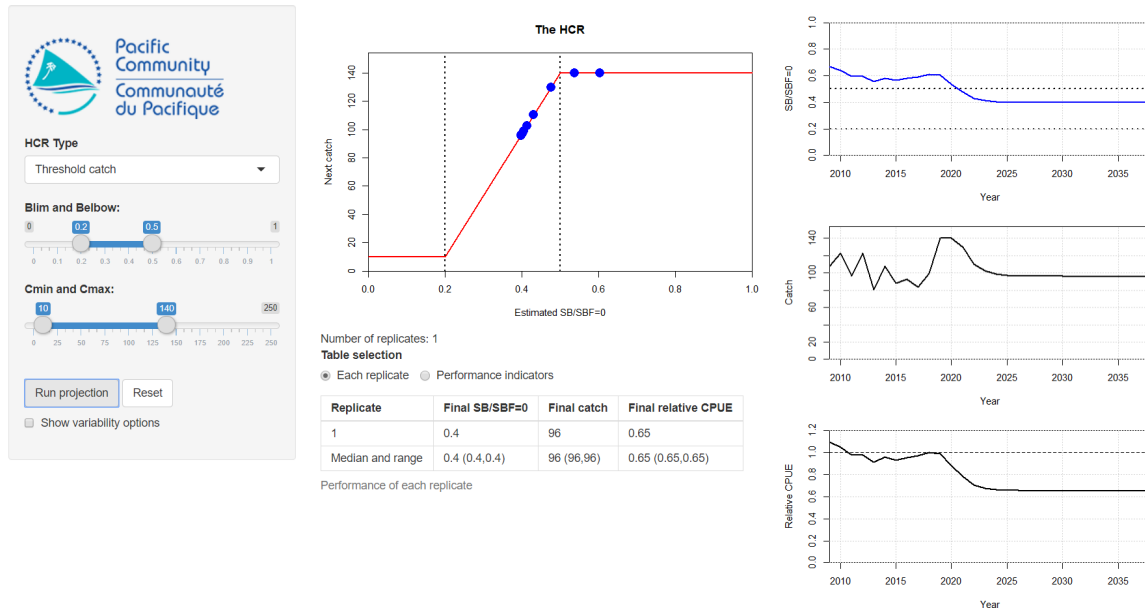 Pacific
Community
Communauté
du Pacifique
HCR Type
Threshold catch
Blim and Belbow:
0 0.2 0.5 1
0 0.1 0.2 0.3 0.4 0.5 0.6 0.7 0.8 0.9 1
Cmin and Cmax:
10 140 250
0 25 50 75 100 125 150 175 200 225 250
Run projection Reset
Show variability options
The HCR
Next catch
0 20 40 60 80 100 120 140
0.0 0.2 0.4 0.6 0.8 1.0
Estimated SB/SBF=0
Number of replicates: 1
Table selection
Each replicate Performance indicators
Replicate Final SB/SBF=0 Final catch Final relative CPUE
1 0.4 96 0.65
Median and range 0.4 (0.4,0.4) 96 (96,96) 0.65 (0.65,0.65)
Performance of each replicate
SB/SBF=0
0.0 0.2 0.4 0.6 0.8 1.0
2010 2015 2020 2025 2030 2035
Year
Catch
0 20 60 100 140
2010 2015 2020 2025 2030 2035
Year
Relative CPUE
0.0 0.2 0.4 0.6 0.8 1.0 1.2
2010 2015 2020 2025 2030 2035
Year